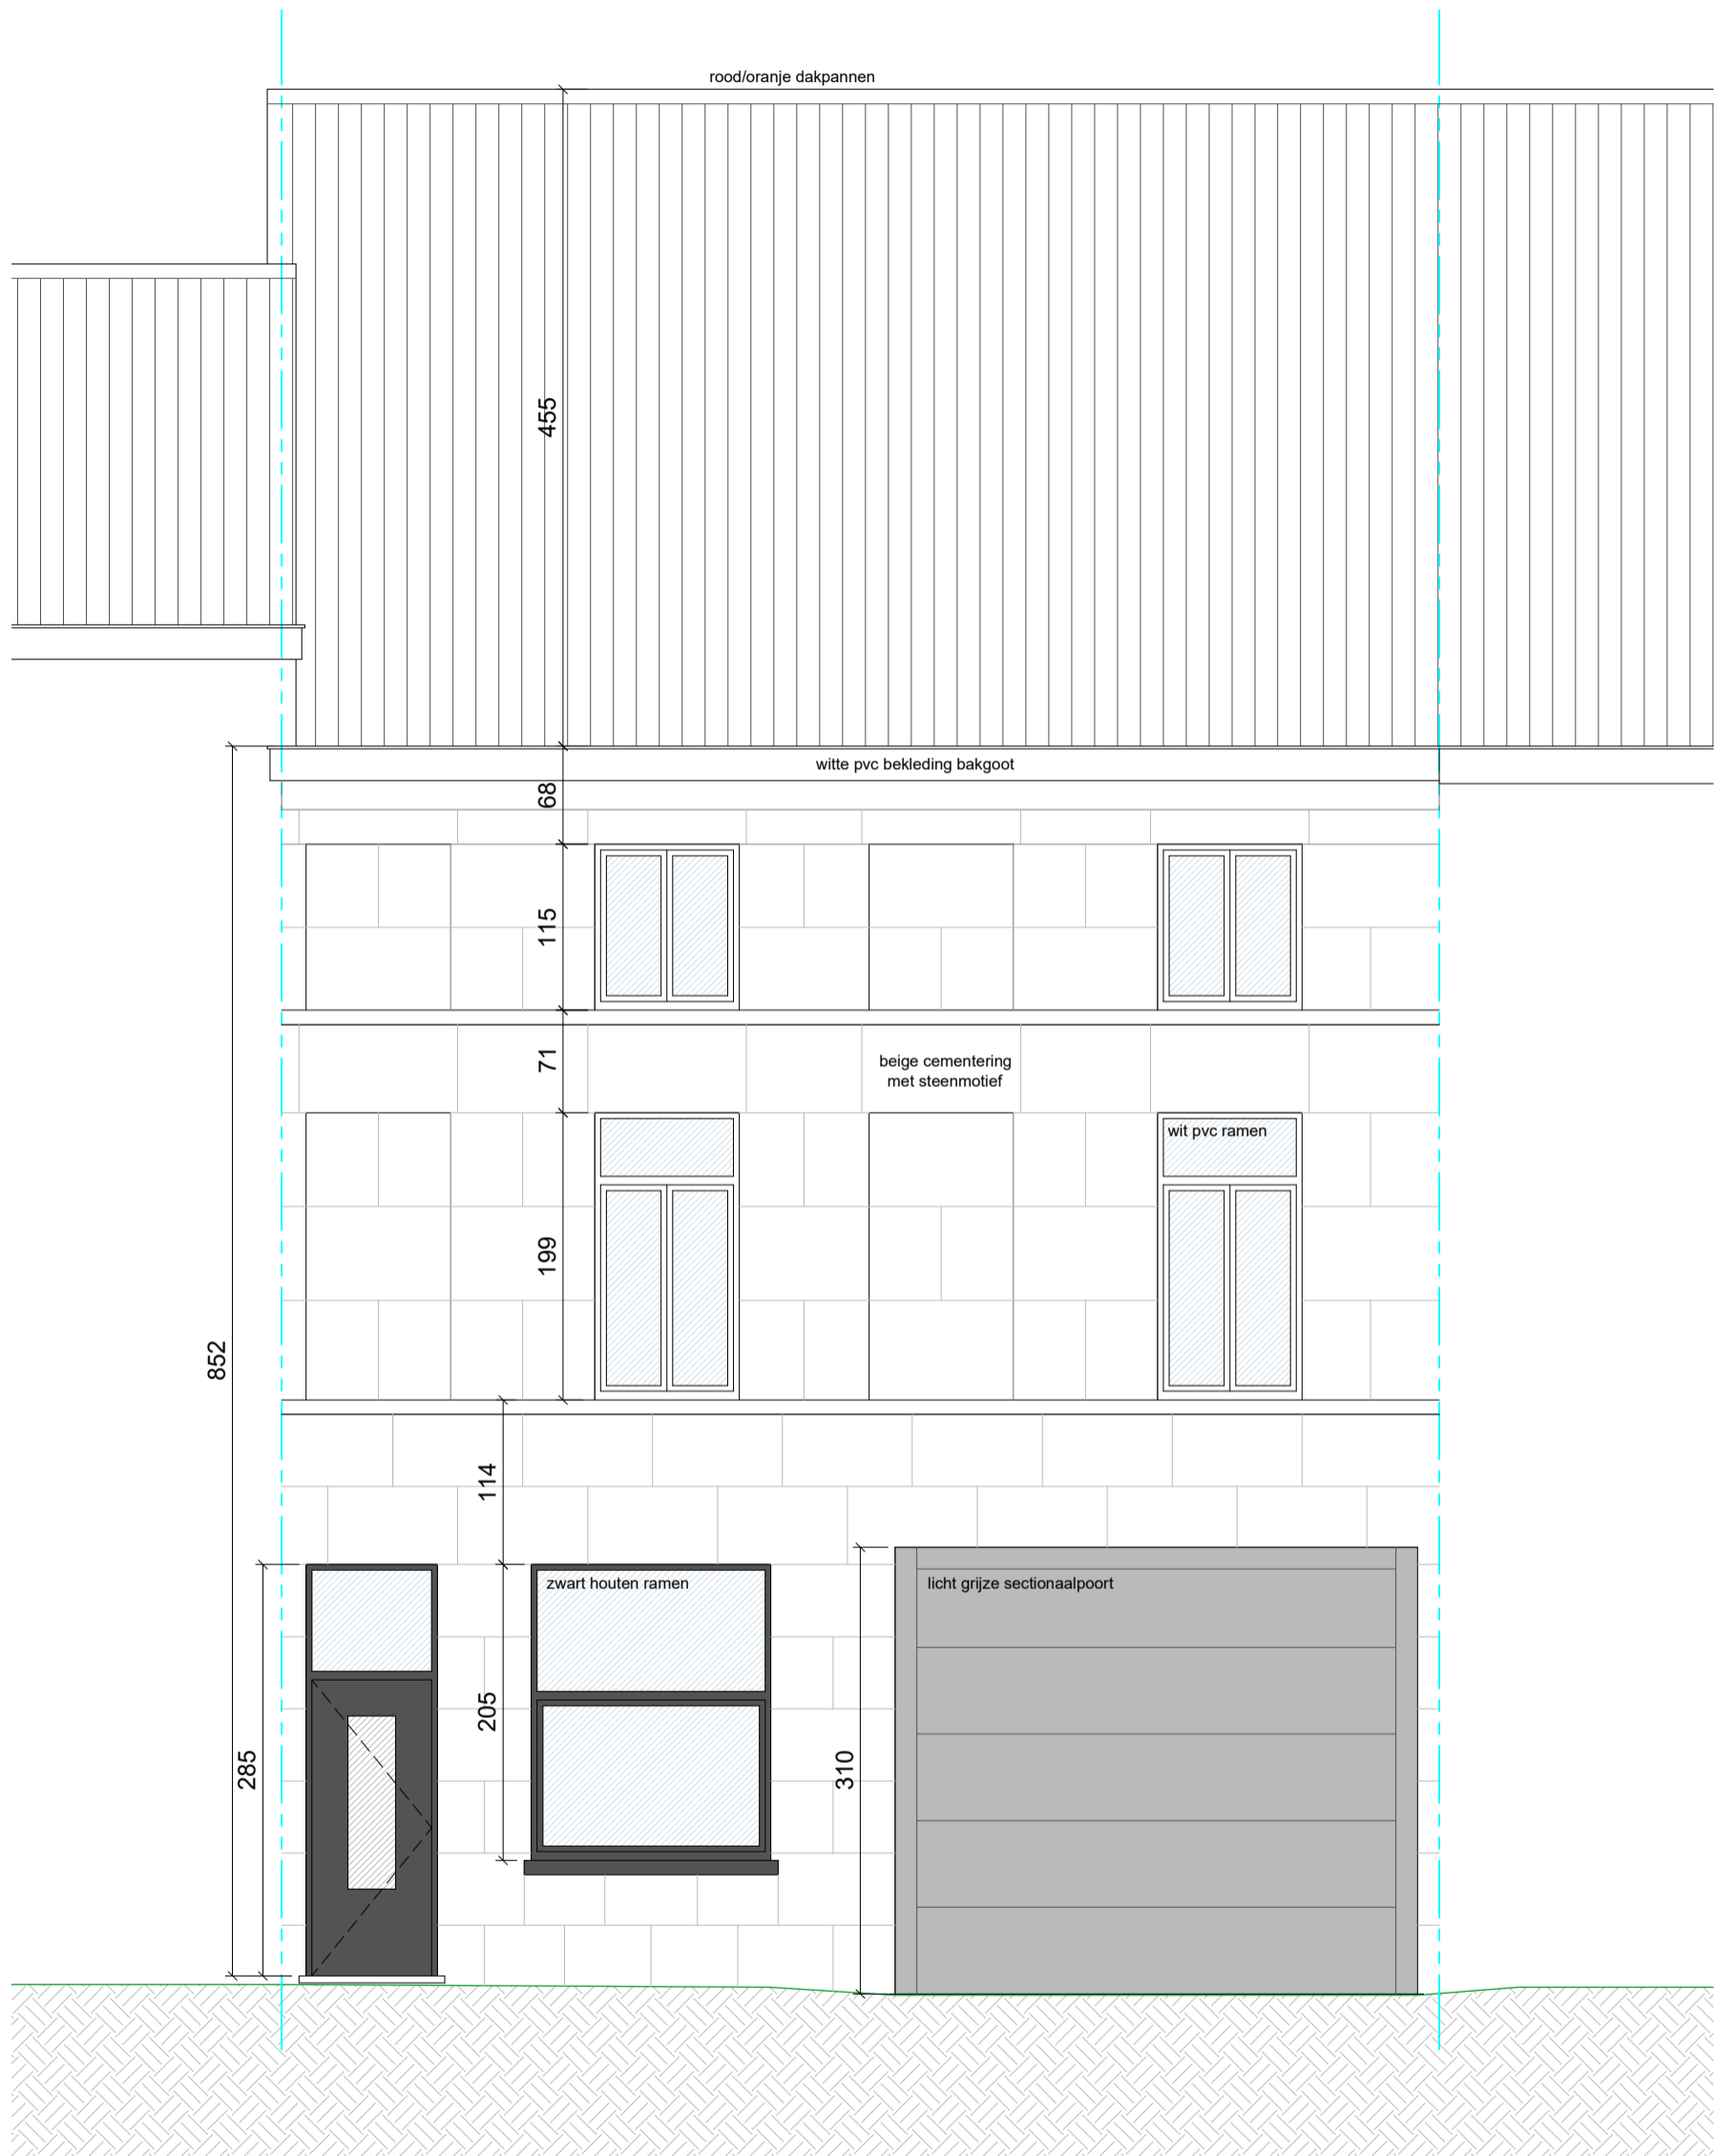 rood/oranje dakpannen
455
witte pvc bekleding bakgoot
68
115
71
beige cementering
met steenmotief
wit pvc ramen
199
852
114
zwart houten ramen
licht grijze sectionaalpoort
205
285
310